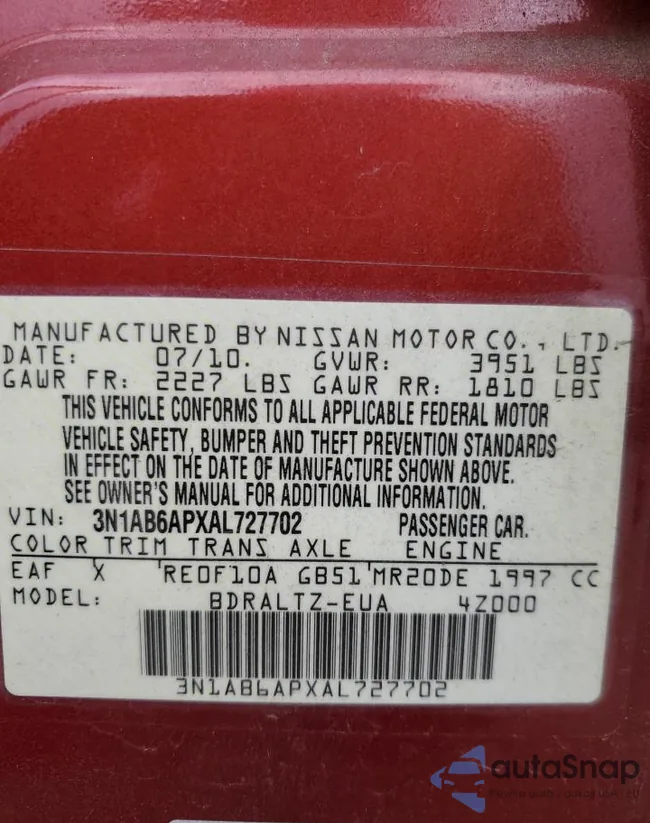 MANUFACTURED BY NISSAN MOTOR CO., LTD.
DATE: 07/10. GVWR: 3951 LBS
GAWR FR: 2227 LBS GAWR RR: 1810 LBS
THIS VEHICLE CONFORMS TO ALL APPLICABLE FEDERAL MOTOR
VEHICLE SAFETY, BUMPER AND THEFT PREVENTION STANDARDS
IN EFFECT ON THE DATE OF MANUFACTURE SHOWN ABOVE.
SEE OWNER'S MANUAL FOR ADDITIONAL INFORMATION.
VIN: 3N1AB6APXAL727702 PASSENGER CAR.
COLOR TRIM TRANS AXLE ENGINE
EAF X RE0F10A GB51 MR20DE 1997 CC
MODEL: BDRALTZ-EUA 4Z000
3N1AB6APXAL727702
autaSnap